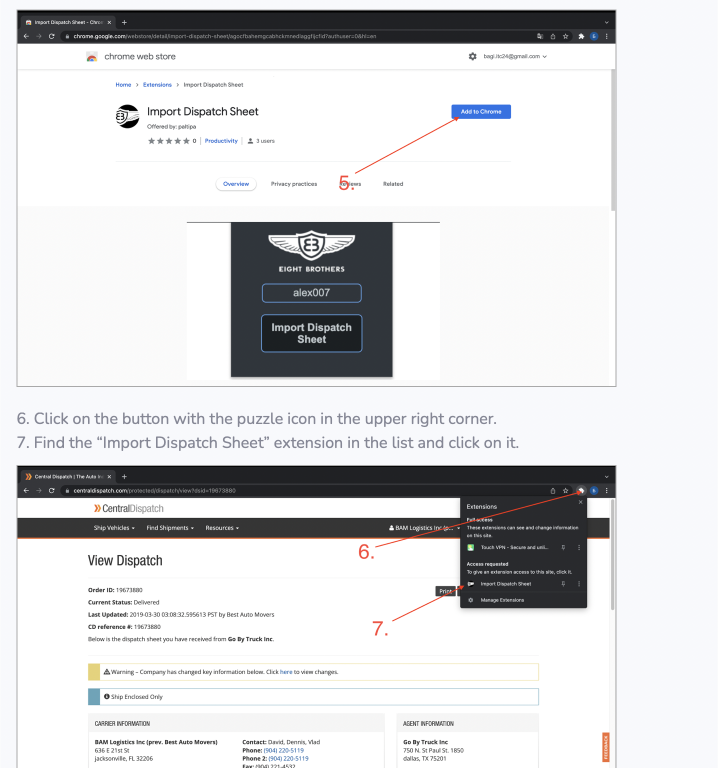 Import Dispatch Sheet - Chro
chrome.google.com/webstore/detail/import-dispatch-sheet/agocfbahemgcabhckmnediaggfijcfid?authuser=0&hl=en
chrome web store
bagi.itc24@gmail.com
Home > Extensions > Import Dispatch Sheet
Import Dispatch Sheet
Add to Chrome
Offered by: paltipa
0 | Productivity | 3 users
5.
Overview Privacy practices Reviews Related
EIGHT BROTHERS
alex007
Import Dispatch
Sheet
6. Click on the button with the puzzle icon in the upper right corner.
7. Find the “Import Dispatch Sheet” extension in the list and click on it.
Central Dispatch | The Auto In
centraldispatch.com/protected/dispatch/view?dsid=19673880
CentralDispatch
Ship Vehicles Find Shipments Resources BAM Logistics Inc (p...
Extensions
Full access
These extensions can see and change information
on this site.
Touch VPN - Secure and unli...
Access requested
To give an extension access to this site, click it.
Import Dispatch Sheet
Manage Extensions
6.
7.
View Dispatch
Print
Order ID: 19673880
Current Status: Delivered
Last Updated: 2019-03-30 03:08:32.595613 PST by Best Auto Movers
CD reference #: 19673880
Below is the dispatch sheet you have received from Go By Truck Inc.
Warning – Company has changed key information below. Click here to view changes.
Ship Enclosed Only
CARRIER INFORMATION
BAM Logistics Inc (prev. Best Auto Movers)
636 E 21st St
jacksonville, FL 32206
Contact: David, Dennis, Vlad
Phone: (904) 220-5119
Phone 2: (904) 220-5119
Fax: (904) 221-4532
AGENT INFORMATION
Go By Truck Inc
750 N. St Paul St. 1850
dallas, TX 75201
FEEDBACK